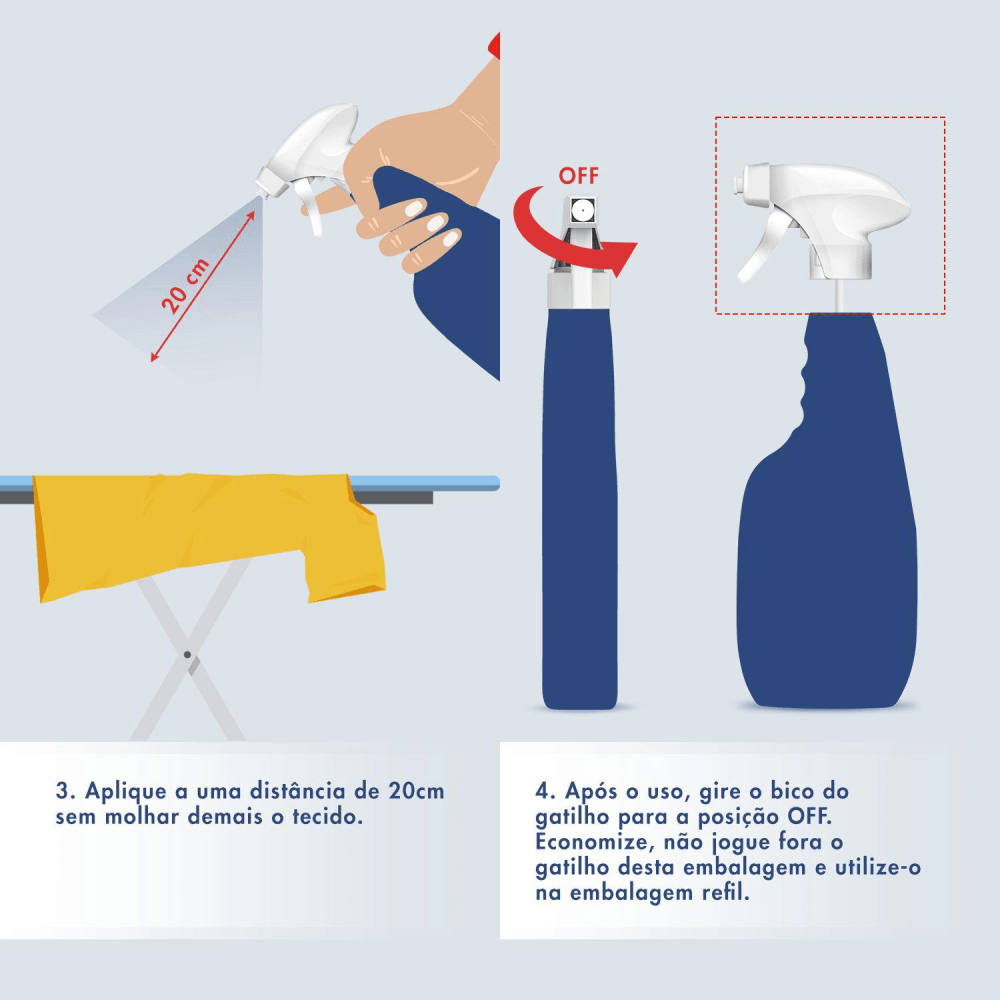 20 cm
3. Aplique a uma distância de 20cm
sem molhar demais o tecido.
OFF
4. Após o uso, gire o bico do
gatilho para a posição OFF.
Economize, não jogue fora o
gatilho desta embalagem e utilize-o
na embalagem refil.